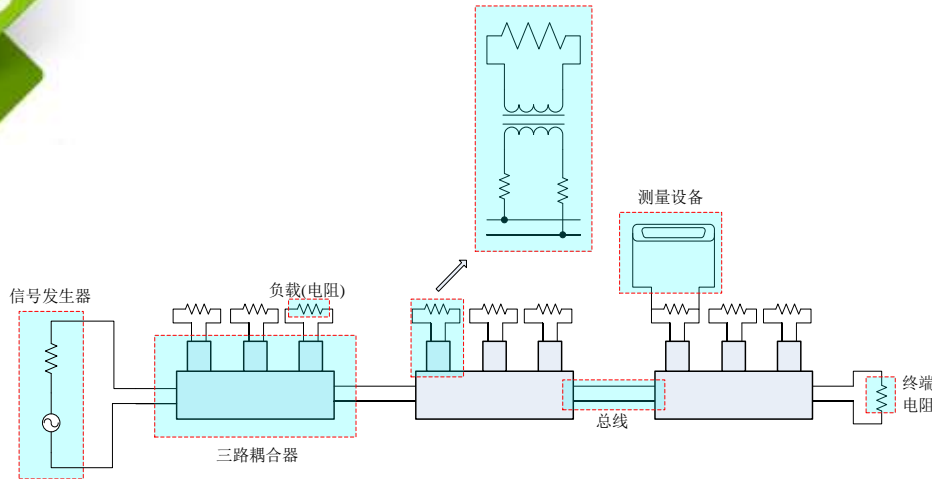 测量设备
信号发生器
负载(电阻)
终端
电阻
总线
三路耦合器